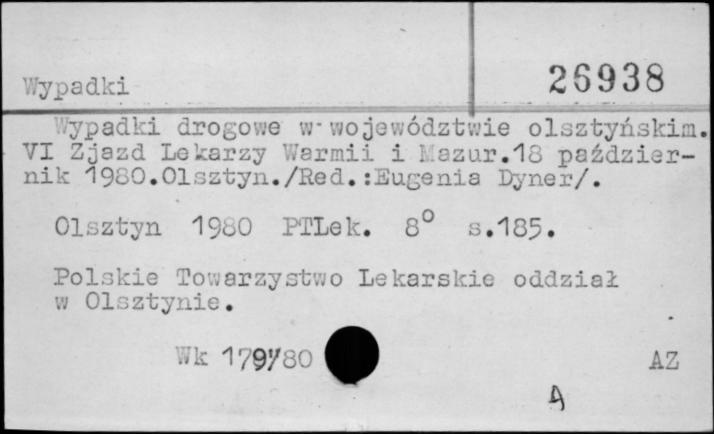 Wypadki
26938
Wypadki drogowe w województwie olsztyńskim.
VI Zjazd Lekarzy Warmii i Mazur.18 paździer-
nik 1980.Olsztyn./Red.:Eugenia Dyner/.
Olsztyn 1980 PTLek. 8° s.185.
Polskie Towarzystwo Lekarskie oddział
w Olsztynie.
Wk 1791/80
AZ